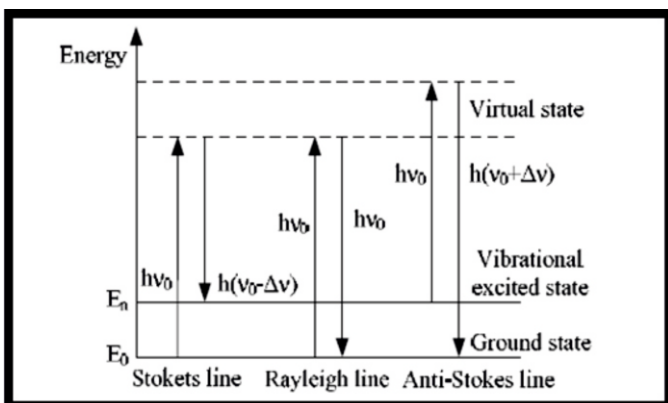 Energy
Virtual state
hν₀
h(ν₀+Δν)
hν₀
hν₀
hν₀
h(ν₀-Δν)
Vibrational
excited state
Eₙ
Ground state
E₀
Stokets line
Rayleigh line
Anti-Stokes line